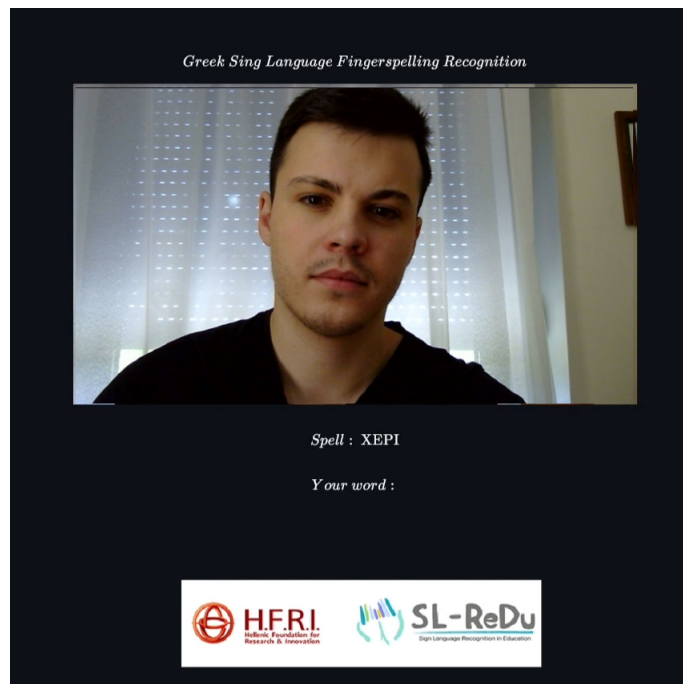 Greek Sing Language Fingerspelling Recognition
Spell : ΧΕΡΙ
Your word :
H.F.R.I.
Hellenic Foundation for
Research & Innovation
SL-ReDu
Sign Language Recognition in Education